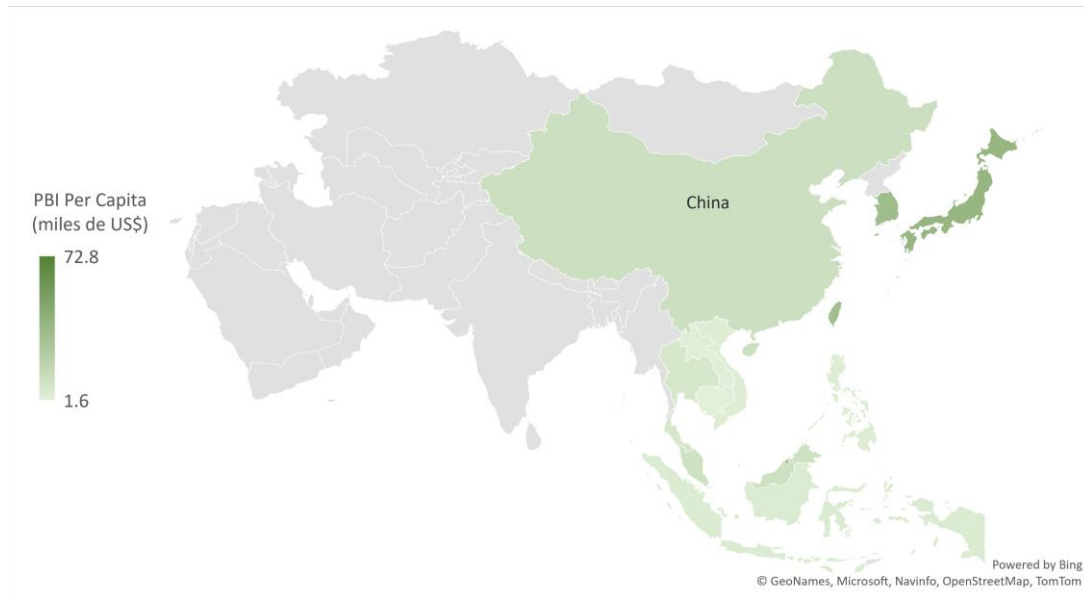 PBI Per Capita
(miles de US$)
72.8
1.6
China
Powered by Bing
© GeoNames, Microsoft, Navinfo, OpenStreetMap, TomTom